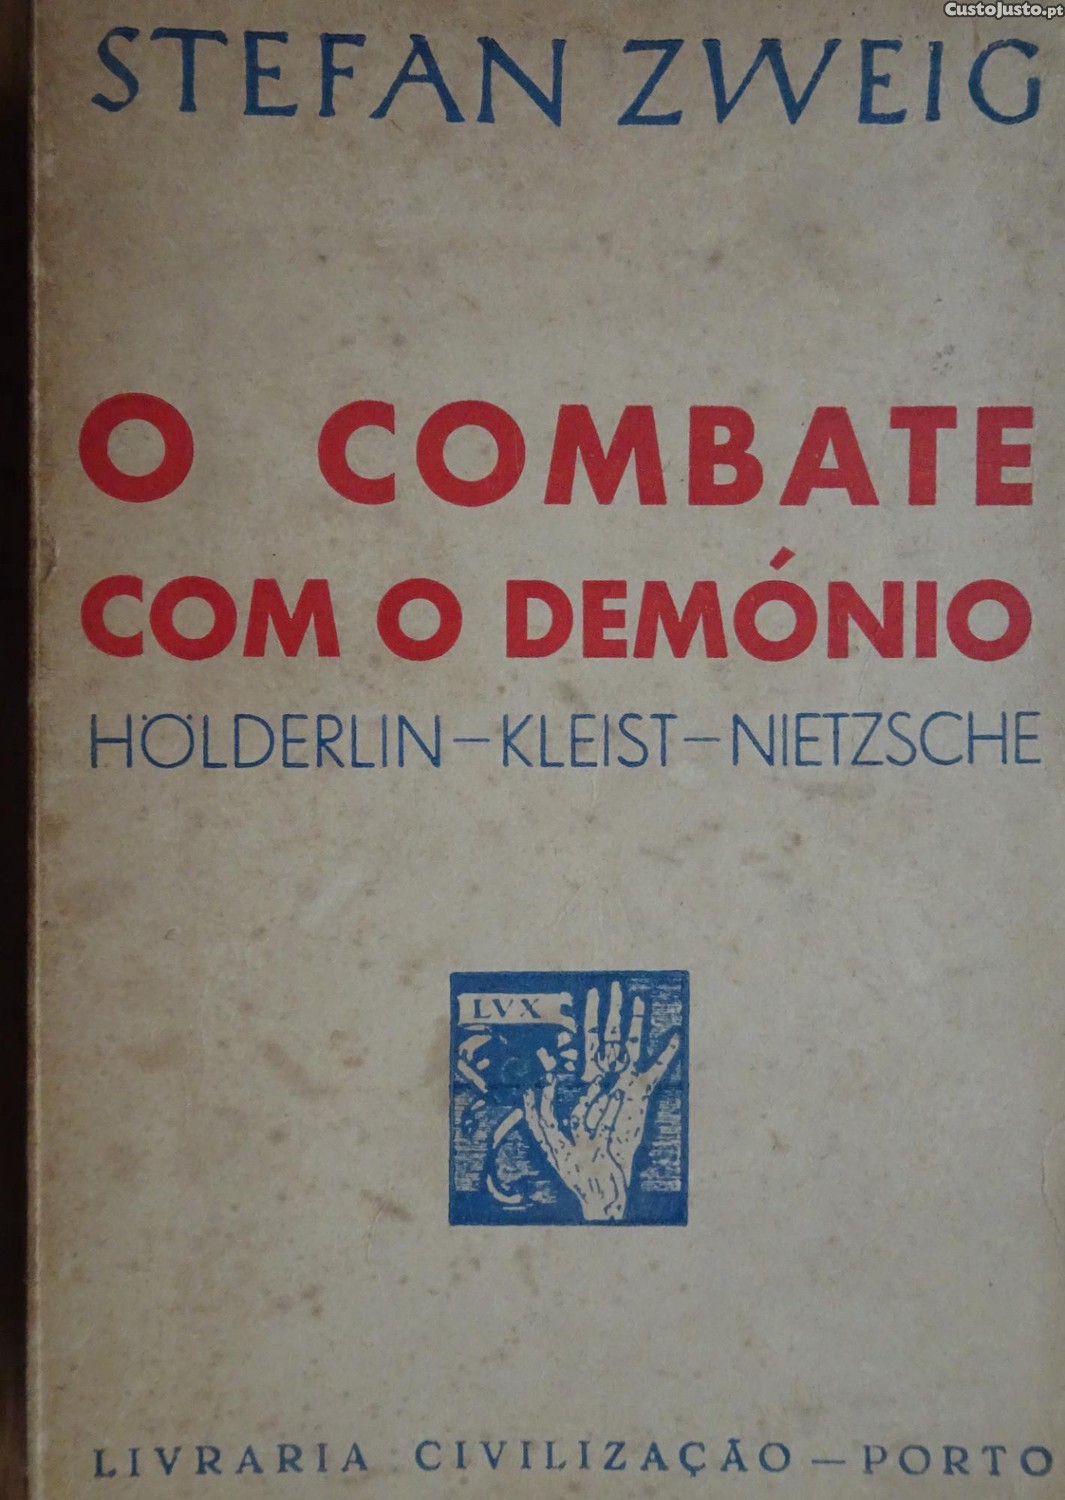 CustoJusto.pt
STEFAN ZWEIG
O COMBATE
COM O DEMÓNIO
HÖLDERLIN-KLEIST-NIETZSCHE
LVX
LIVRARIA CIVILIZAÇÃO - PORTO